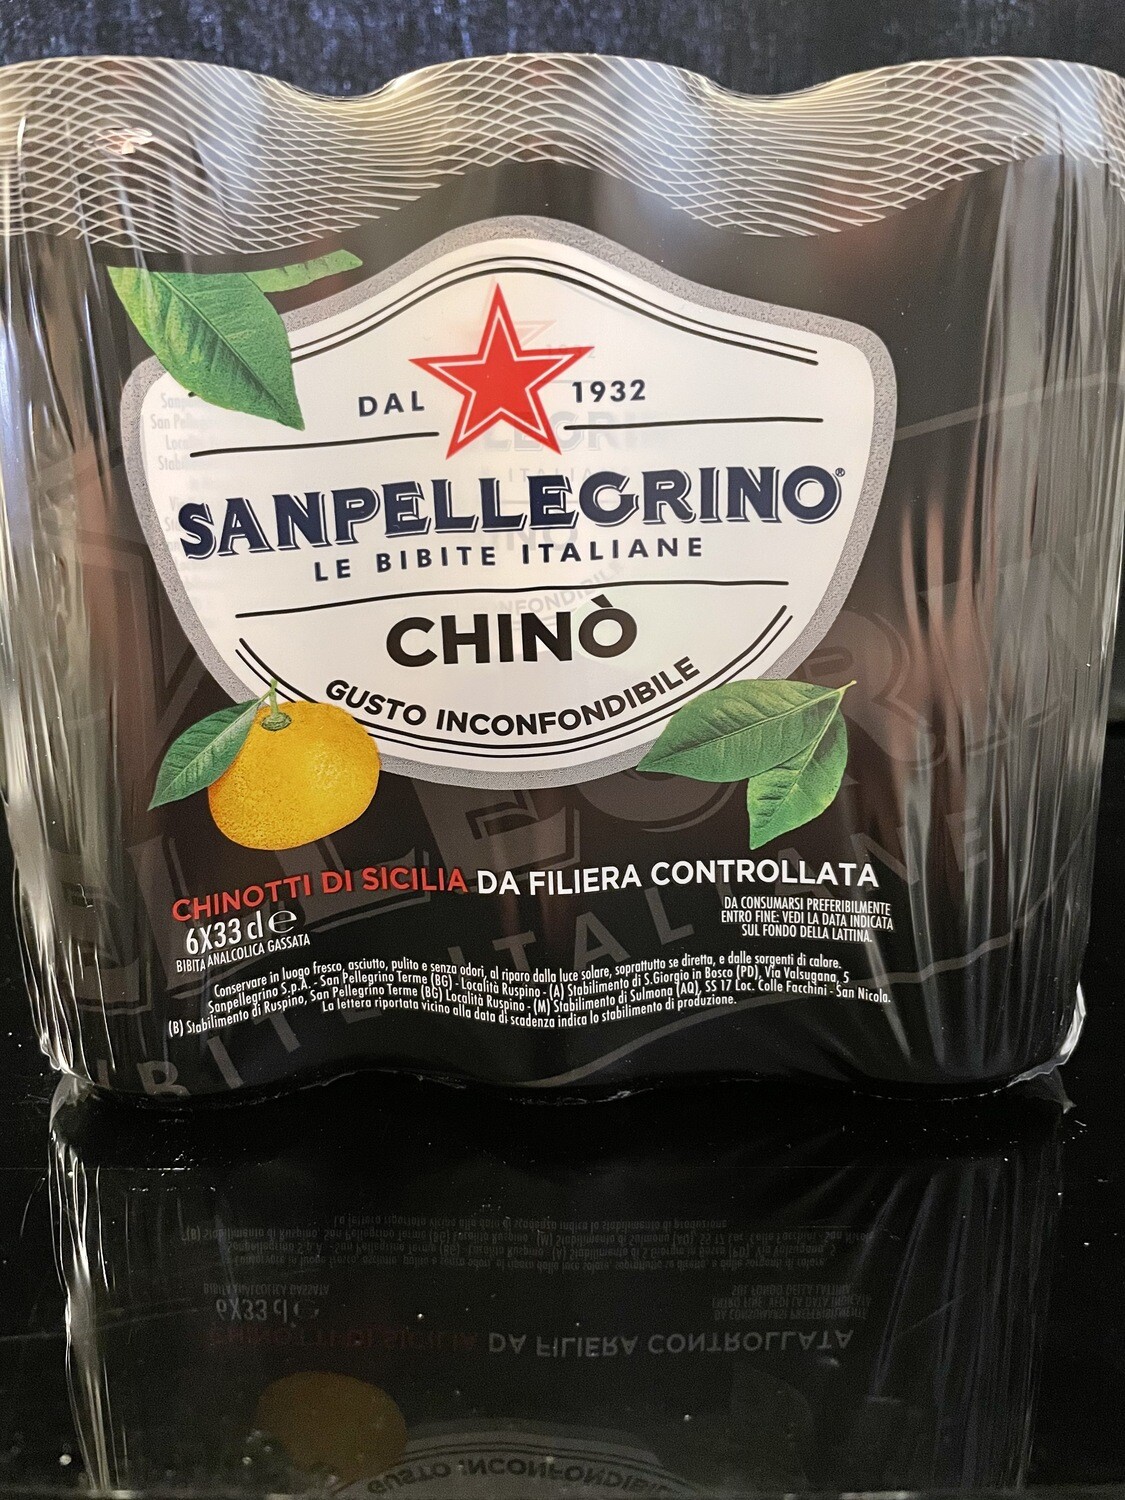 DAL 1932
SANPELLEGRINO®
LE BIBITE ITALIANE
CHINÒ
GUSTO INCONFONDIBILE
CHINOTTI DI SICILIA DA FILIERA CONTROLLATA
6X33 cl ℮
BIBITA ANALCOLICA GASSATA
DA CONSUMARSI PREFERIBILMENTE
ENTRO FINE: VEDI LA DATA INDICATA
SUL FONDO DELLA LATTINA.
Conservare in luogo fresco, asciutto, pulito e senza odori, al riparo dalla luce solare, soprattutto se diretta, e dalle sorgenti di calore.
Sanpellegrino S.p.A. - San Pellegrino Terme (BG) - Località Ruspino - (A) Stabilimento di S.Giorgio in Bosco (PD), Via Valsugana, 5
(B) Stabilimento di Ruspino, San Pellegrino Terme (BG) Località Ruspino - (M) Stabilimento di Sulmona (AQ), SS 17 Loc. Colle Facchini - San Nicola.
La lettera riportata vicino alla data di scadenza indica lo stabilimento di produzione.